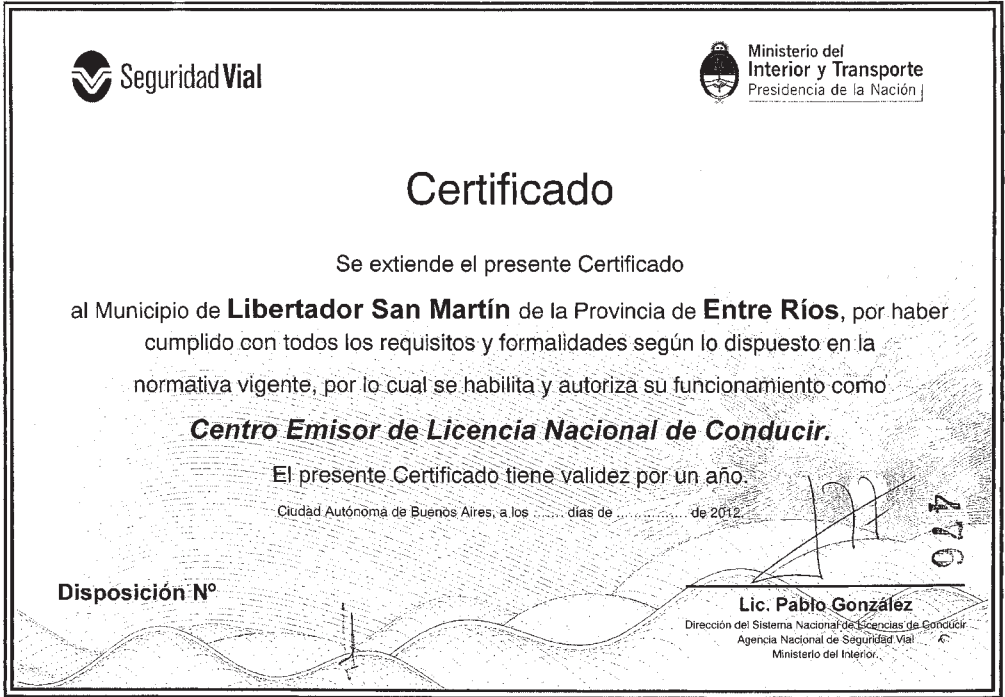 Seguridad Vial
Ministerio del
Interior y Transporte
Presidencia de la Nación
Certificado
Se extiende el presente Certificado
al Municipio de Libertador San Martín de la Provincia de Entre Ríos, por haber
cumplido con todos los requisitos y formalidades según lo dispuesto en la
normativa vigente, por lo cual se habilita y autoriza su funcionamiento como
Centro Emisor de Licencia Nacional de Conducir.
El presente Certificado tiene validez por un año.
Ciudad Autónoma de Buenos Aires, a los ........ días de ................. de 2012.
476
Disposición Nº
Lic. Pablo González
Dirección del Sistema Nacional de Licencias de Conducir
Agencia Nacional de Seguridad Vial
Ministerio del Interior.